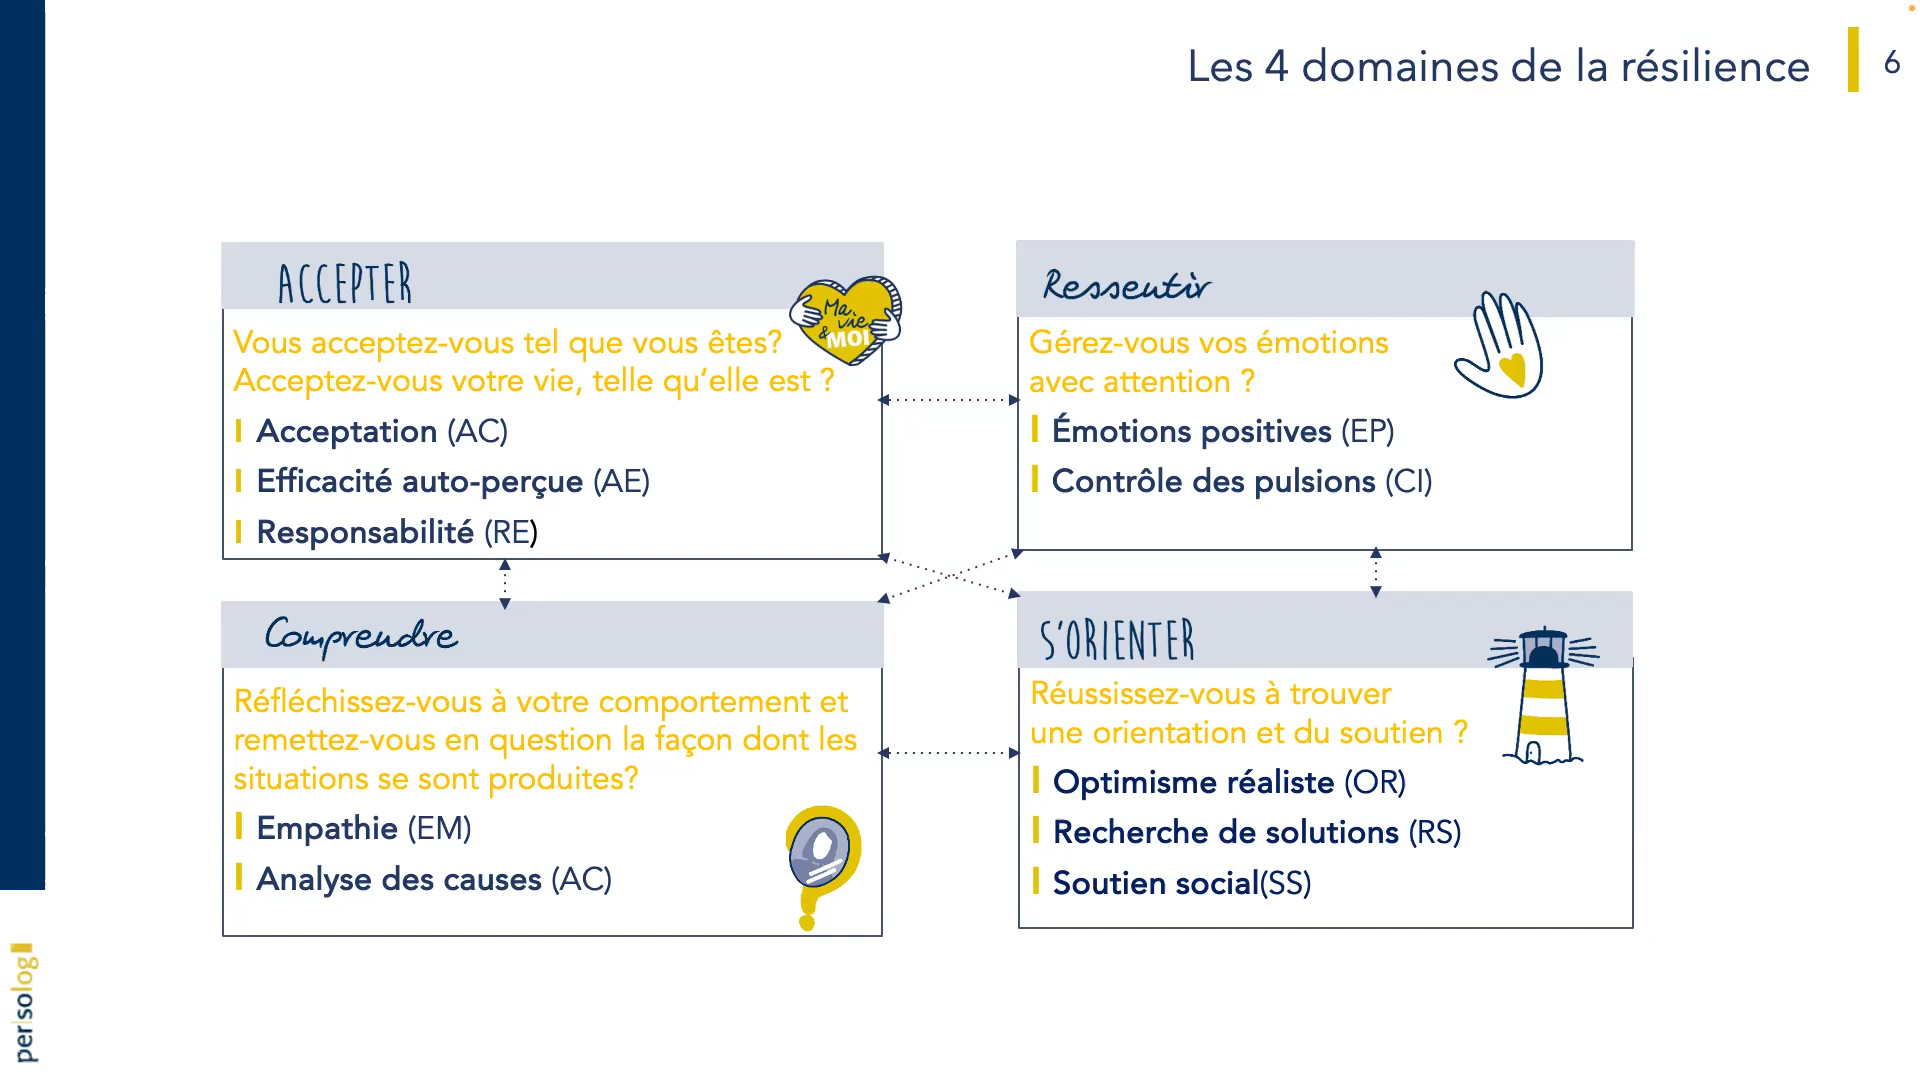 Les 4 domaines de la résilience
6
ACCEPTER
Ma vie & MOI
Vous acceptez-vous tel que vous êtes?
Acceptez-vous votre vie, telle qu’elle est ?
Acceptation (AC)
Efficacité auto-perçue (AE)
Responsabilité (RE)
Ressentir
Gérez-vous vos émotions
avec attention ?
Émotions positives (EP)
Contrôle des pulsions (CI)
Comprendre
Réfléchissez-vous à votre comportement et
remettez-vous en question la façon dont les
situations se sont produites?
Empathie (EM)
Analyse des causes (AC)
S’ORIENTER
Réussissez-vous à trouver
une orientation et du soutien ?
Optimisme réaliste (OR)
Recherche de solutions (RS)
Soutien social(SS)
persolog